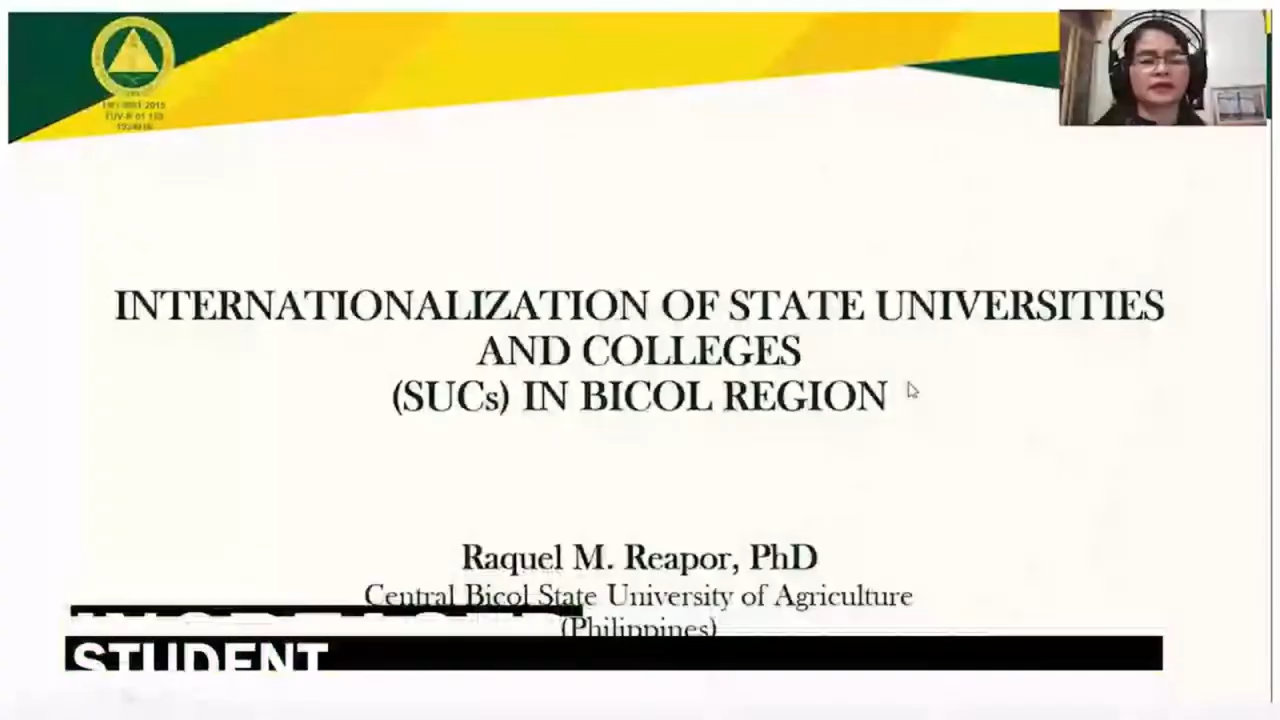 INTERNATIONALIZATION OF STATE UNIVERSITIES
AND COLLEGES
(SUCs) IN BICOL REGION
Raquel M. Reapor, PhD
Central Bicol State University of Agriculture
(Philippines)
STUDENT